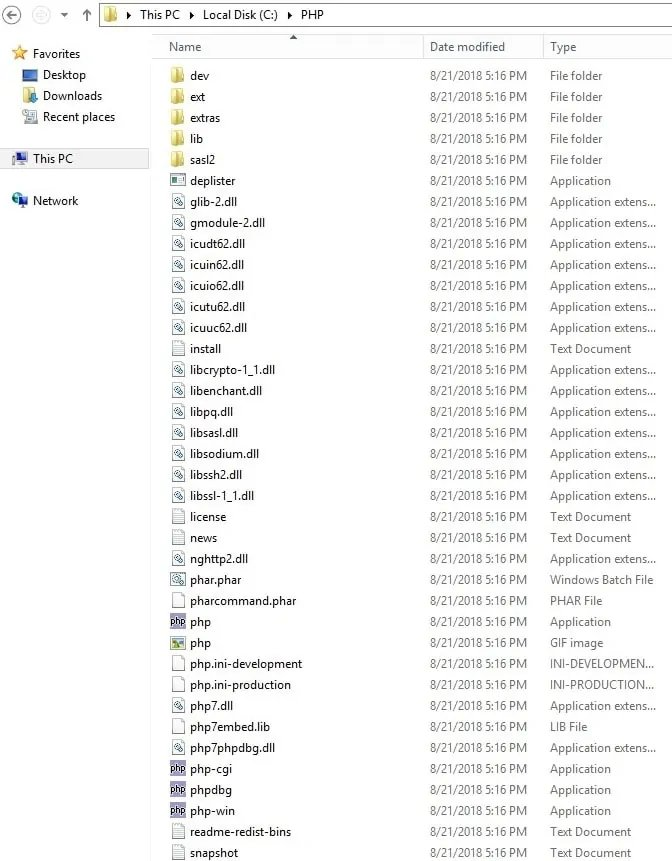 This PC Local Disk (C:) PHP
Favorites
Desktop
Downloads
Recent places
This PC
Network
Name Date modified Type
dev 8/21/2018 5:16 PM File folder
ext 8/21/2018 5:16 PM File folder
extras 8/21/2018 5:16 PM File folder
lib 8/21/2018 5:16 PM File folder
sasl2 8/21/2018 5:16 PM File folder
deplister 8/21/2018 5:16 PM Application
glib-2.dll 8/21/2018 5:16 PM Application extens...
gmodule-2.dll 8/21/2018 5:16 PM Application extens...
icudt62.dll 8/21/2018 5:16 PM Application extens...
icuin62.dll 8/21/2018 5:16 PM Application extens...
icuio62.dll 8/21/2018 5:16 PM Application extens...
icutu62.dll 8/21/2018 5:16 PM Application extens...
icuuc62.dll 8/21/2018 5:16 PM Application extens...
install 8/21/2018 5:16 PM Text Document
libcrypto-1_1.dll 8/21/2018 5:16 PM Application extens...
libenchant.dll 8/21/2018 5:16 PM Application extens...
libpq.dll 8/21/2018 5:16 PM Application extens...
libsasl.dll 8/21/2018 5:16 PM Application extens...
libsodium.dll 8/21/2018 5:16 PM Application extens...
libssh2.dll 8/21/2018 5:16 PM Application extens...
libssl-1_1.dll 8/21/2018 5:16 PM Application extens...
license 8/21/2018 5:16 PM Text Document
news 8/21/2018 5:16 PM Text Document
nghttp2.dll 8/21/2018 5:16 PM Application extens...
phar.phar 8/21/2018 5:16 PM Windows Batch File
pharcommand.phar 8/21/2018 5:16 PM PHAR File
php php 8/21/2018 5:16 PM Application
php 8/21/2018 5:16 PM GIF image
php.ini-development 8/21/2018 5:16 PM INI-DEVELOPMEN...
php.ini-production 8/21/2018 5:16 PM INI-PRODUCTION...
php7.dll 8/21/2018 5:16 PM Application extens...
php7embed.lib 8/21/2018 5:16 PM LIB File
php7phpdbg.dll 8/21/2018 5:16 PM Application extens...
php php-cgi 8/21/2018 5:16 PM Application
php phpdbg 8/21/2018 5:16 PM Application
php php-win 8/21/2018 5:16 PM Application
readme-redist-bins 8/21/2018 5:16 PM Text Document
snapshot 8/21/2018 5:16 PM Text Document